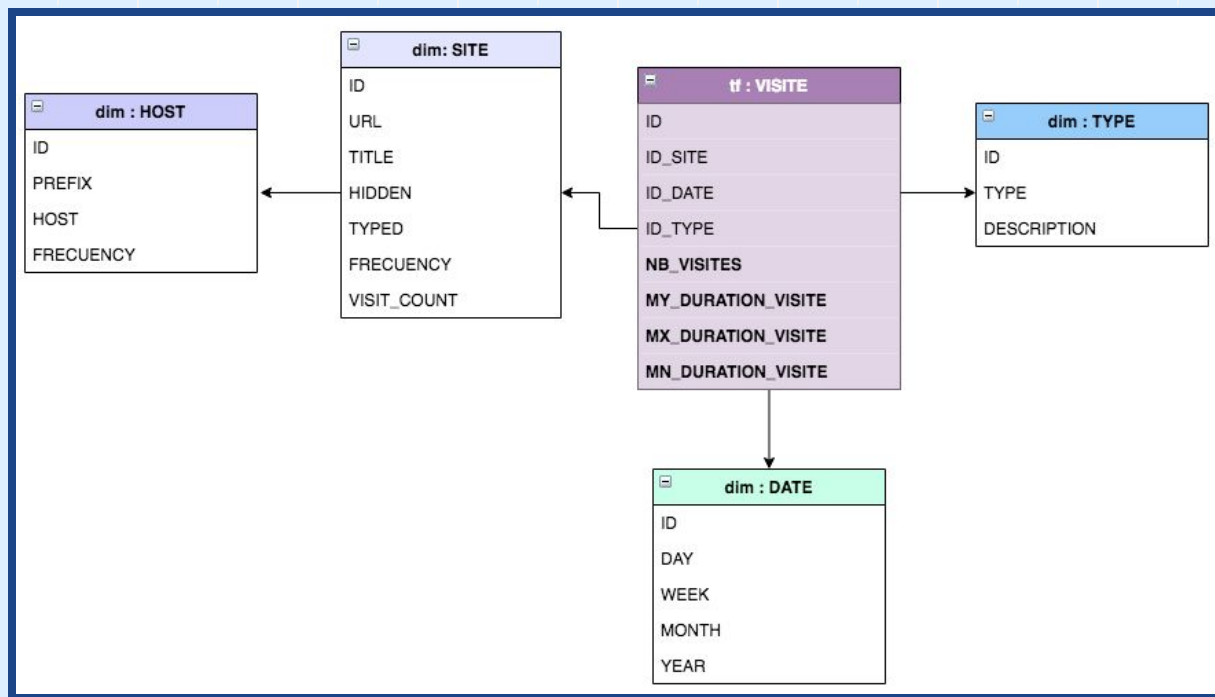 dim : HOST
ID
PREFIX
HOST
FRECUENCY
dim: SITE
ID
URL
TITLE
HIDDEN
TYPED
FRECUENCY
VISIT_COUNT
tf : VISITE
ID
ID_SITE
ID_DATE
ID_TYPE
NB_VISITES
MY_DURATION_VISITE
MX_DURATION_VISITE
MN_DURATION_VISITE
dim : TYPE
ID
TYPE
DESCRIPTION
dim : DATE
ID
DAY
WEEK
MONTH
YEAR